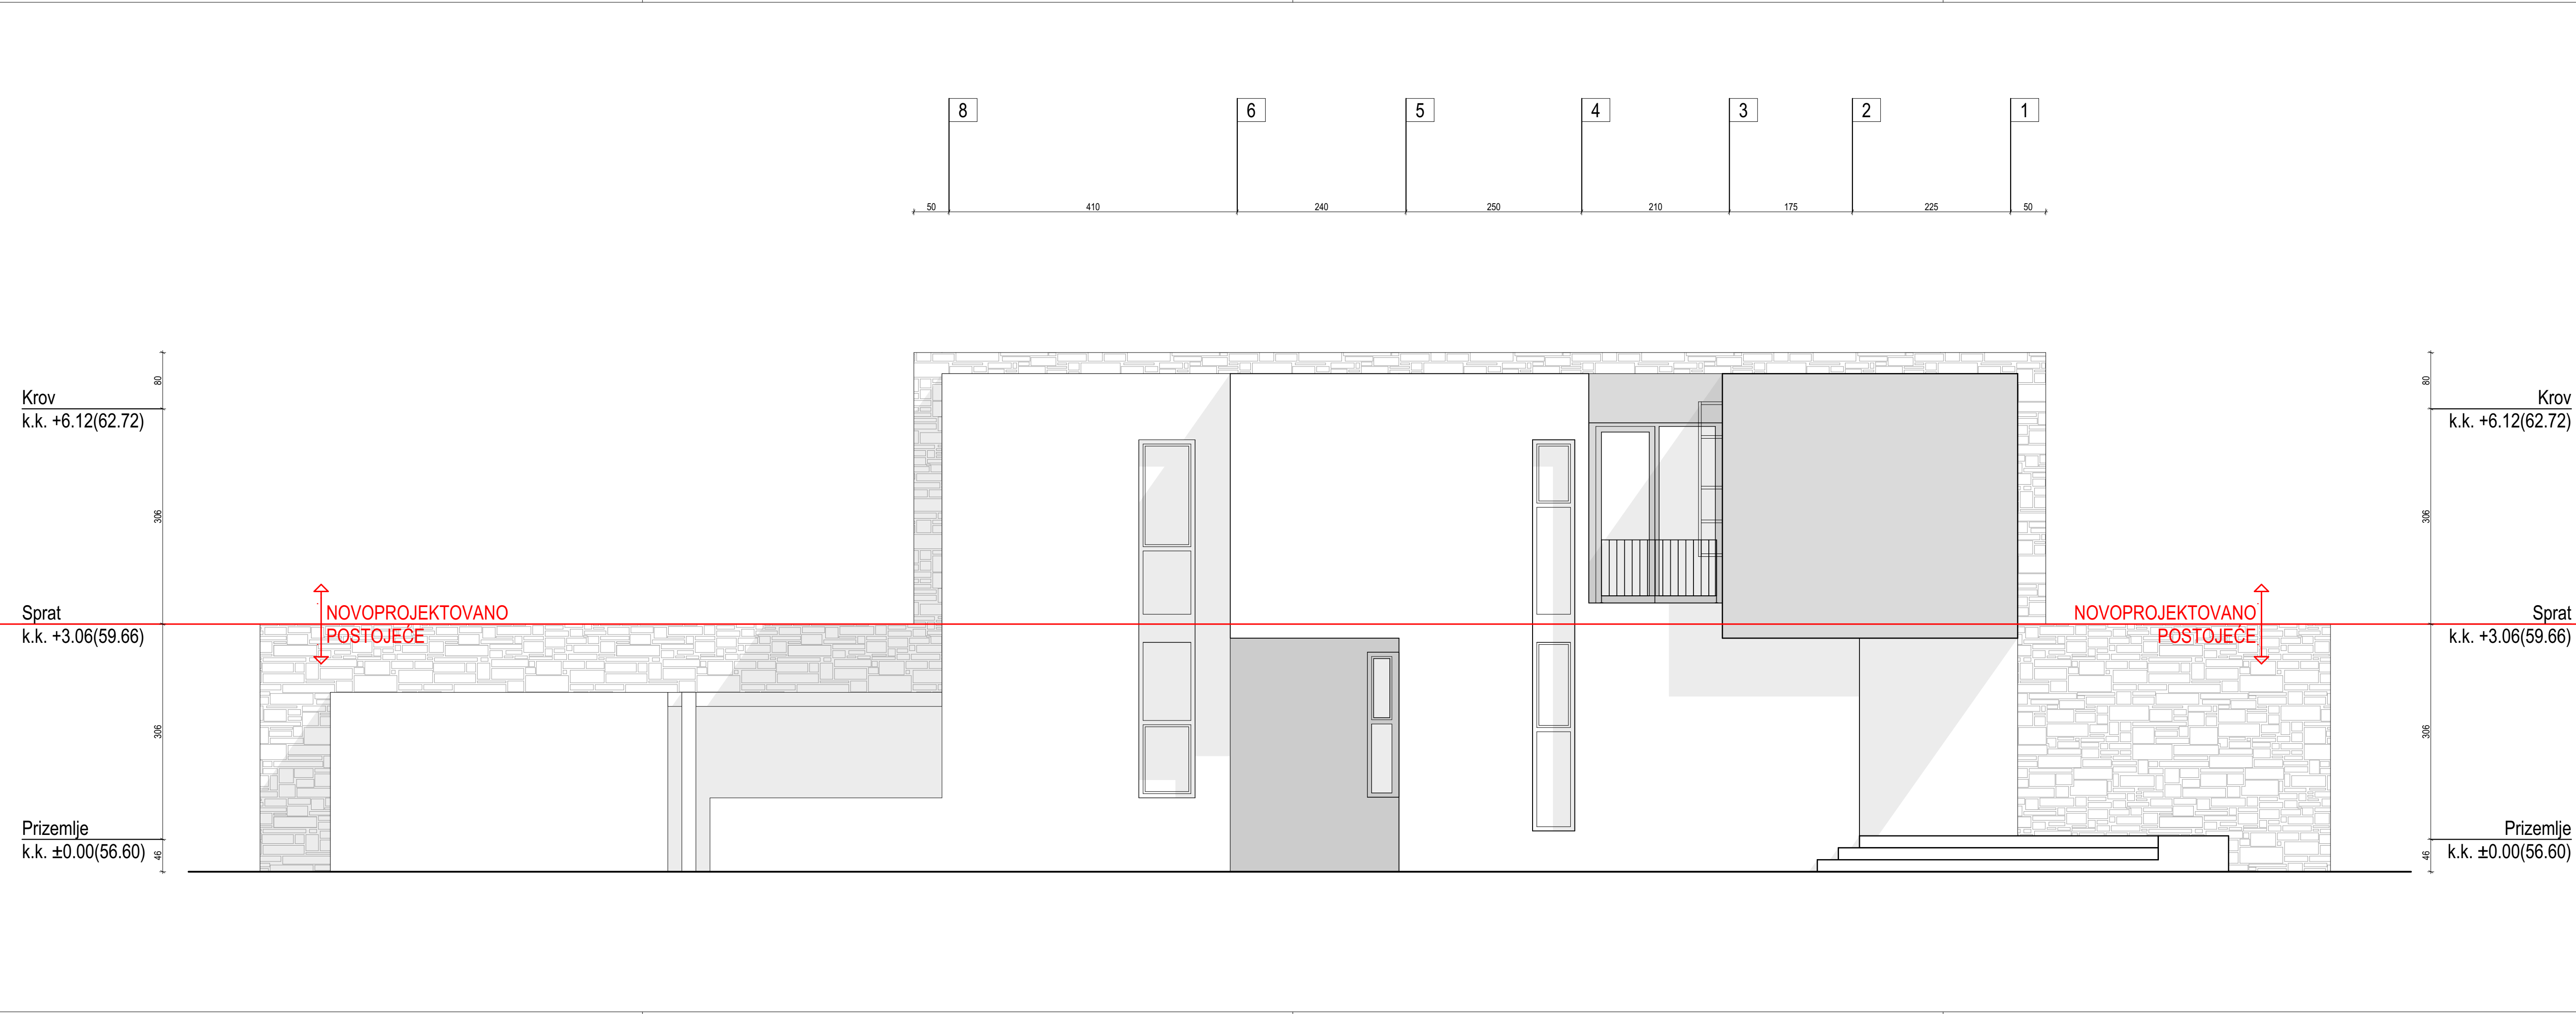 8 6 5 4 3 2 1
50 410 240 250 210 175 225 50
80 80
Krov Krov
k.k. +6.12(62.72) k.k. +6.12(62.72)
306 306
Sprat NOVOPROJEKTOVANO NOVOPROJEKTOVANO Sprat
k.k. +3.06(59.66) POSTOJEĆE POSTOJEĆE k.k. +3.06(59.66)
306 306
Prizemlje Prizemlje
k.k. ±0.00(56.60) 46 46 k.k. ±0.00(56.60)